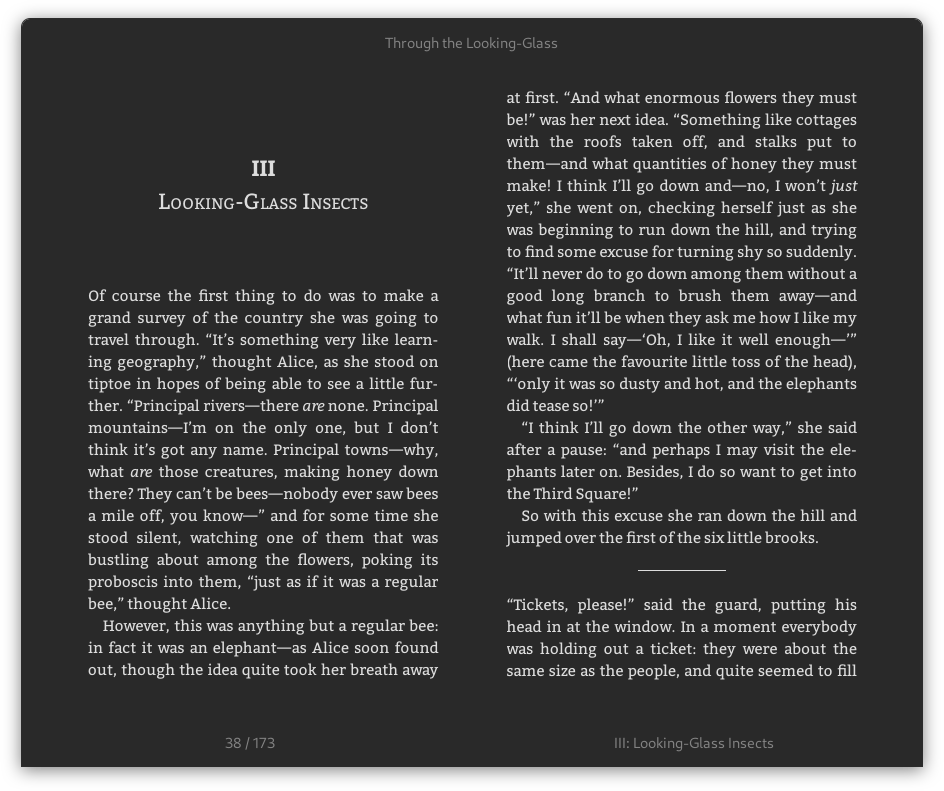 Through the Looking-Glass
III
Looking-Glass Insects
Of course the first thing to do was to make a
grand survey of the country she was going to
travel through. “It’s something very like learn-
ing geography,” thought Alice, as she stood on
tiptoe in hopes of being able to see a little fur-
ther. “Principal rivers—there are none. Principal
mountains—I’m on the only one, but I don’t
think it’s got any name. Principal towns—why,
what are those creatures, making honey down
there? They can’t be bees—nobody ever saw bees
a mile off, you know—” and for some time she
stood silent, watching one of them that was
bustling about among the flowers, poking its
proboscis into them, “just as if it was a regular
bee,” thought Alice.
However, this was anything but a regular bee:
in fact it was an elephant—as Alice soon found
out, though the idea quite took her breath away
at first. “And what enormous flowers they must
be!” was her next idea. “Something like cottages
with the roofs taken off, and stalks put to
them—and what quantities of honey they must
make! I think I’ll go down and—no, I won’t just
yet,” she went on, checking herself just as she
was beginning to run down the hill, and trying
to find some excuse for turning shy so suddenly.
“It’ll never do to go down among them without a
good long branch to brush them away—and
what fun it’ll be when they ask me how I like my
walk. I shall say—‘Oh, I like it well enough—’”
(here came the favourite little toss of the head),
“‘only it was so dusty and hot, and the elephants
did tease so!’”
“I think I’ll go down the other way,” she said
after a pause: “and perhaps I may visit the ele-
phants later on. Besides, I do so want to get into
the Third Square!”
So with this excuse she ran down the hill and
jumped over the first of the six little brooks.
“Tickets, please!” said the guard, putting his
head in at the window. In a moment everybody
was holding out a ticket: they were about the
same size as the people, and quite seemed to fill
38 / 173
III: Looking-Glass Insects